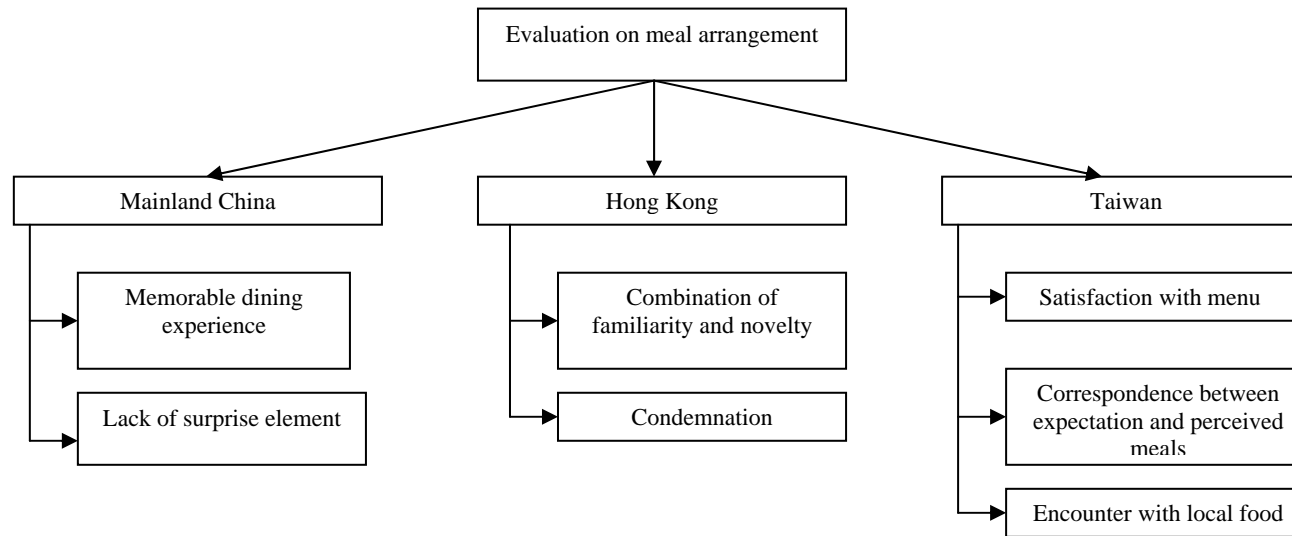 Evaluation on meal arrangement
Mainland China
Memorable dining
experience
Lack of surprise element
Hong Kong
Combination of
familiarity and novelty
Condemnation
Taiwan
Satisfaction with menu
Correspondence between
expectation and perceived
meals
Encounter with local food